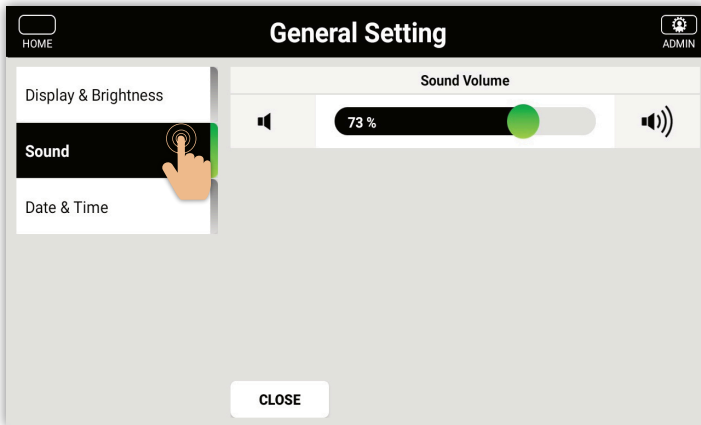 HOME
General Setting
ADMIN
Display & Brightness
Sound
Date & Time
Sound Volume
73 %
CLOSE